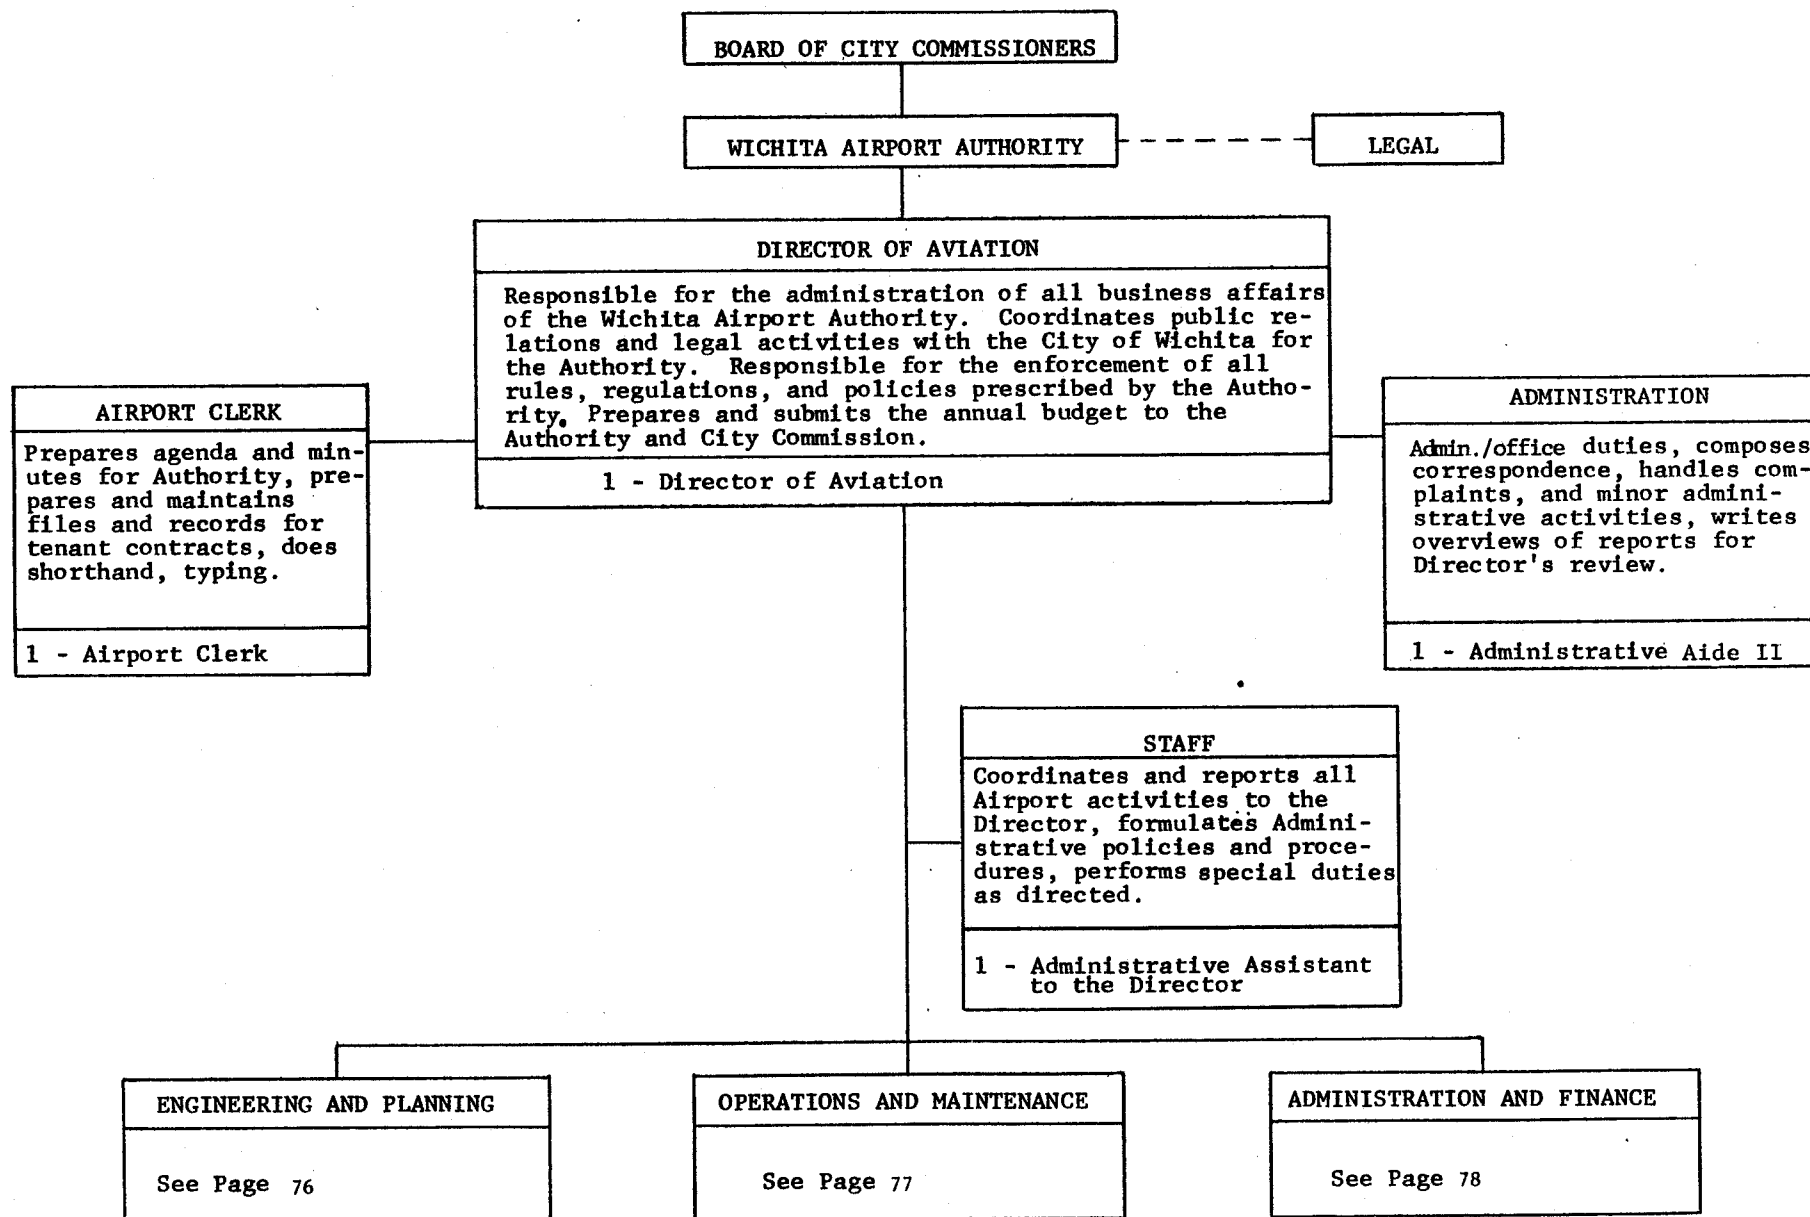 BOARD OF CITY COMMISSIONERS
WICHITA AIRPORT AUTHORITY
LEGAL
DIRECTOR OF AVIATION
Responsible for the administration of all business affairs
of the Wichita Airport Authority. Coordinates public re-
lations and legal activities with the City of Wichita for
the Authority. Responsible for the enforcement of all
rules, regulations, and policies prescribed by the Autho-
rity. Prepares and submits the annual budget to the
Authority and City Commission.
1 - Director of Aviation
AIRPORT CLERK
Prepares agenda and min-
utes for Authority, pre-
pares and maintains
files and records for
tenant contracts, does
shorthand, typing.
1 - Airport Clerk
ADMINISTRATION
Admin./office duties, composes
correspondence, handles com-
plaints, and minor admini-
strative activities, writes
overviews of reports for
Director's review.
1 - Administrative Aide II
STAFF
Coordinates and reports all
Airport activities to the
Director, formulates Admini-
strative policies and proce-
dures, performs special duties
as directed.
1 - Administrative Assistant
to the Director
ENGINEERING AND PLANNING
See Page 76
OPERATIONS AND MAINTENANCE
See Page 77
ADMINISTRATION AND FINANCE
See Page 78